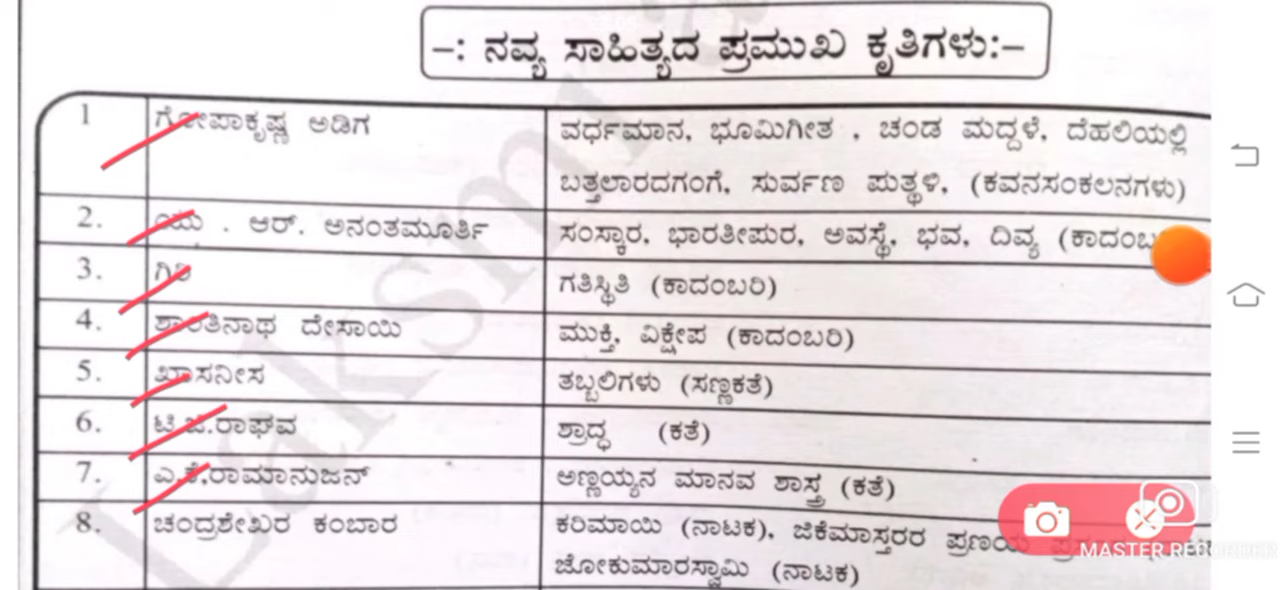 -: ನವ್ಯ ಸಾಹಿತ್ಯದ ಪ್ರಮುಖ ಕೃತಿಗಳು:-
1 ಗೋಪಾಕೃಷ್ಣ ಅಡಿಗ ವರ್ಧಮಾನ, ಭೂಮಿಗೀತ , ಚಂಡ ಮದ್ದಳೆ, ದೆಹಲಿಯಲ್ಲಿ
ಬತ್ತಲಾರದಗಂಗೆ, ಸುರ್ವಣ ಪುತ್ಥಳಿ, (ಕವನಸಂಕಲನಗಳು)
2. ಯು . ಆರ್. ಅನಂತಮೂರ್ತಿ ಸಂಸ್ಕಾರ, ಭಾರತೀಪುರ, ಅವಸ್ಥೆ, ಭವ, ದಿವ್ಯ
3. ಗಿರಿ ಗತಿಸ್ಥಿತಿ (ಕಾದಂಬರಿ)
4. ಶಾಂತಿನಾಥ ದೇಸಾಯಿ ಮುಕ್ತಿ, ವಿಕ್ಷೇಪ (ಕಾದಂಬರಿ)
5. ಖಾಸನೀಸ ತಬ್ಬಲಿಗಳು (ಸಣ್ಣಕತೆ)
6. ಟಿ.ಜಿ.ರಾಘವ ಶ್ರಾದ್ಧ (ಕತೆ)
7. ಎ.ಕೆ.ರಾಮಾನುಜನ್ ಅಣ್ಣಯ್ಯನ ಮಾನವ ಶಾಸ್ತ್ರ (ಕತೆ)
8. ಚಂದ್ರಶೇಖರ ಕಂಬಾರ ಕರಿಮಾಯಿ (ನಾಟಕ), ಜಿಕೆಮಾಸ್ತರರ ಪ್ರಣಯ
ಜೋಕುಮಾರಸ್ವಾಮಿ (ನಾಟಕ)
MASTER RECORDER
Laksmi